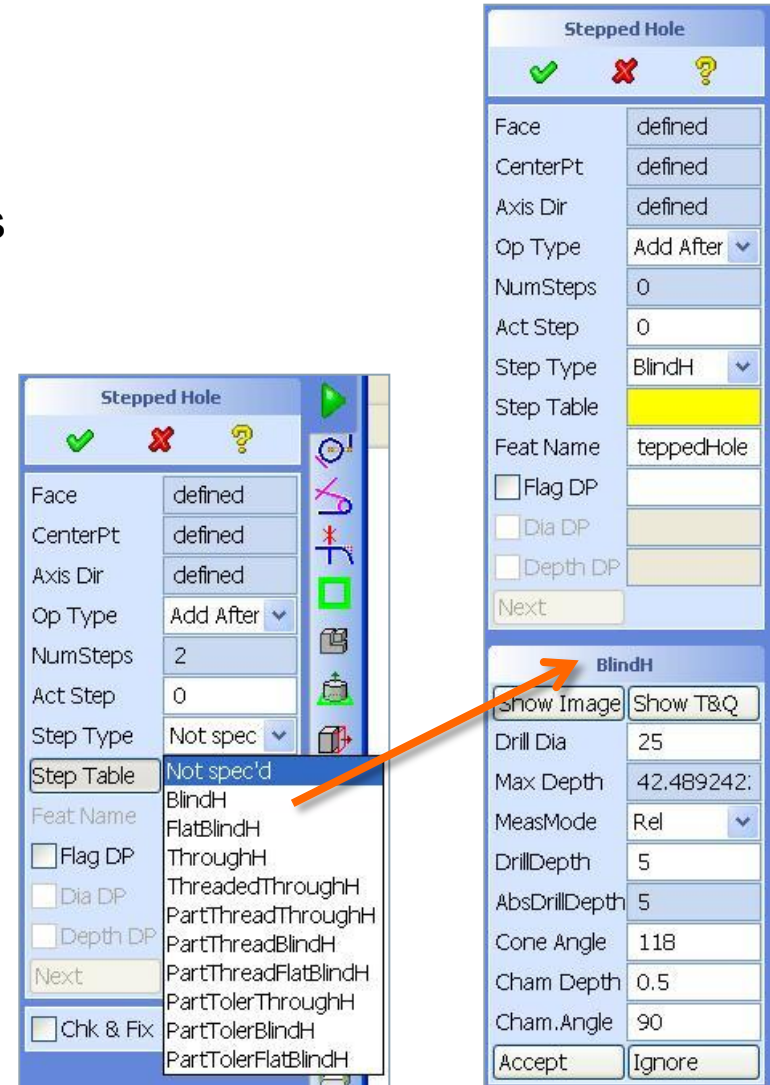 s
Stepped Hole
Face defined
CenterPt defined
Axis Dir defined
Op Type Add After
NumSteps 2
Act Step 0
Step Type Not spec
Step Table
Feat Name
Flag DP
Dia DP
Depth DP
Next
Chk & Fix
Not spec'd
BlindH
FlatBlindH
ThroughH
ThreadedThroughH
PartThreadThroughH
PartThreadBlindH
PartThreadFlatBlindH
PartTolerThroughH
PartTolerBlindH
PartTolerFlatBlindH
Stepped Hole
Face defined
CenterPt defined
Axis Dir defined
Op Type Add After
NumSteps 0
Act Step 0
Step Type BlindH
Step Table
Feat Name teppedHole
Flag DP
Dia DP
Depth DP
Next
BlindH
Show Image Show T&Q
Drill Dia 25
Max Depth 42.489242:
MeasMode Rel
DrillDepth 5
AbsDrillDepth 5
Cone Angle 118
Cham Depth 0.5
Cham.Angle 90
Accept Ignore